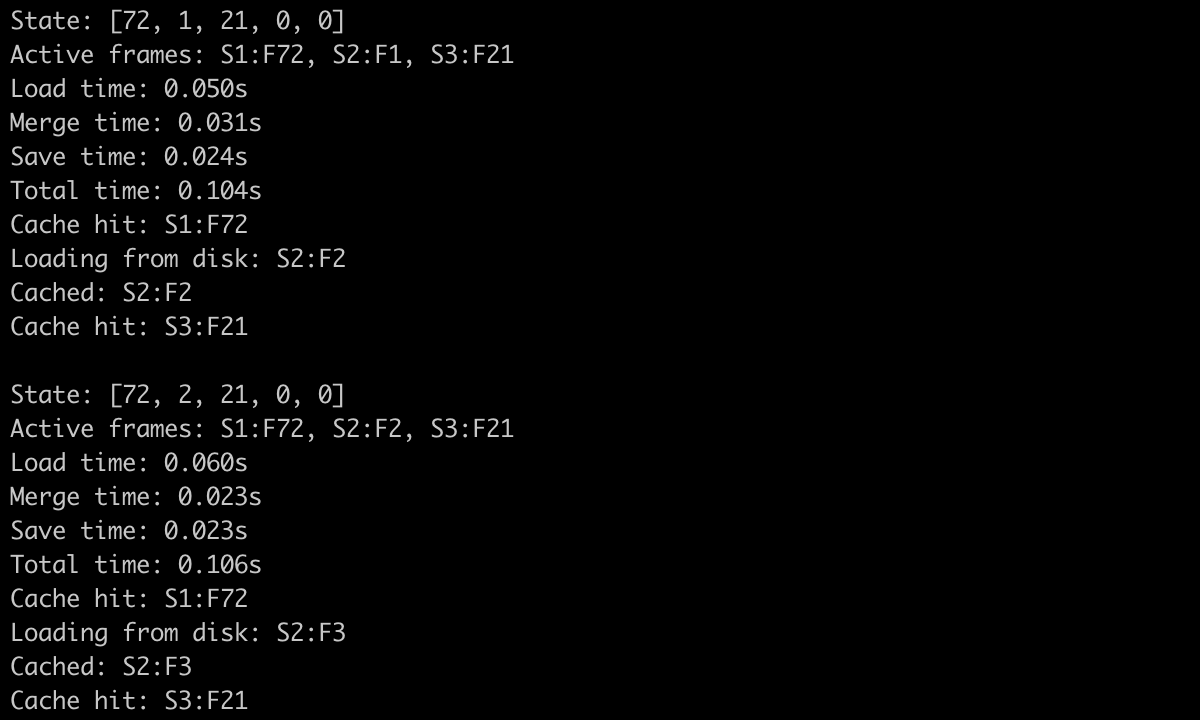 State: [72, 1, 21, 0, 0]
Active frames: S1:F72, S2:F1, S3:F21
Load time: 0.050s
Merge time: 0.031s
Save time: 0.024s
Total time: 0.104s
Cache hit: S1:F72
Loading from disk: S2:F2
Cached: S2:F2
Cache hit: S3:F21

State: [72, 2, 21, 0, 0]
Active frames: S1:F72, S2:F2, S3:F21
Load time: 0.060s
Merge time: 0.023s
Save time: 0.023s
Total time: 0.106s
Cache hit: S1:F72
Loading from disk: S2:F3
Cached: S2:F3
Cache hit: S3:F21